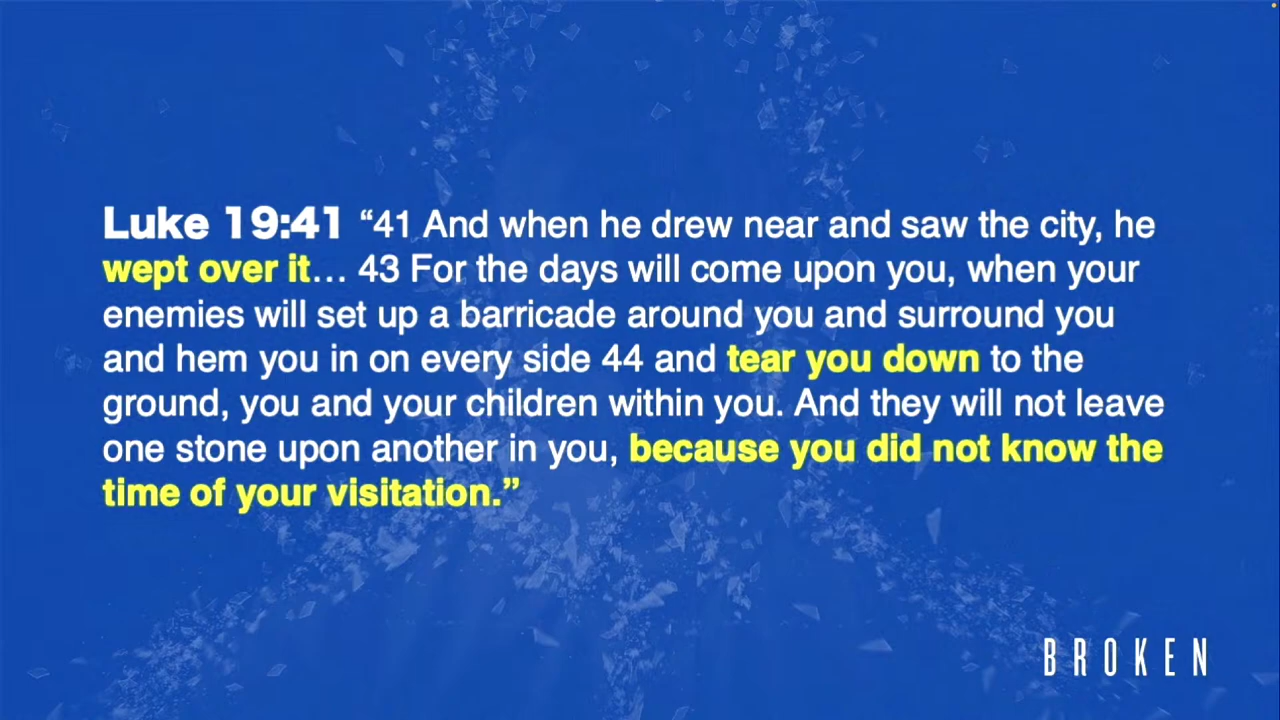 Luke 19:41 “41 And when he drew near and saw the city, he
wept over it… 43 For the days will come upon you, when your
enemies will set up a barricade around you and surround you
and hem you in on every side 44 and tear you down to the
ground, you and your children within you. And they will not leave
one stone upon another in you, because you did not know the
time of your visitation.”
BROKEN